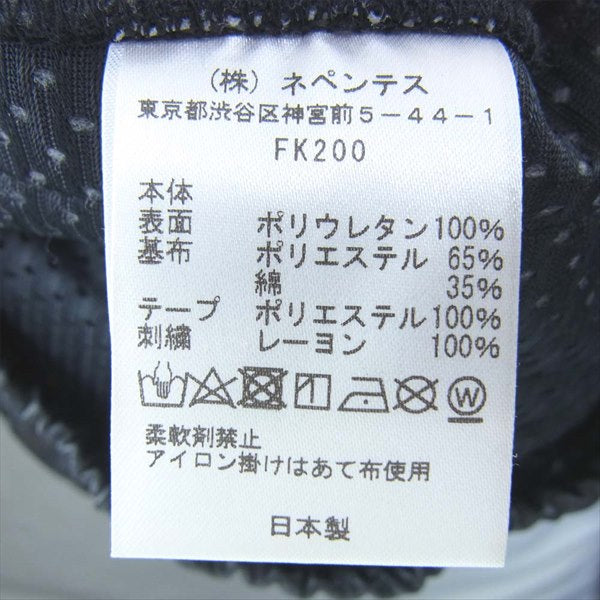 (株) ネペンテス
東京都渋谷区神宮前5-44-1
FK200
本体
表面 ポリウレタン100%
基布 ポリエステル 65%
綿 35%
テープ ポリエステル100%
刺繍 レーヨン 100%
W
柔軟剤禁止
アイロン掛けはあて布使用
日本製